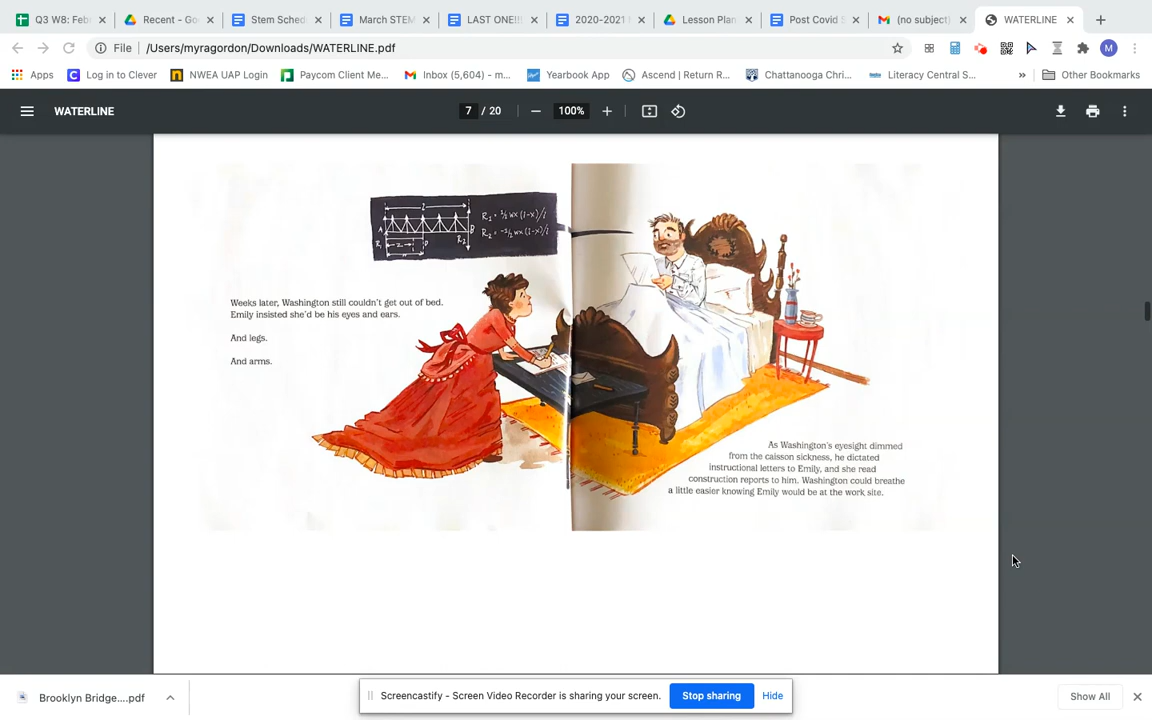 Q3 W8: Feb
Recent - Go
Stem Sched
March STEM
LAST ONE!!!
2020-2021
Lesson Plan
Post Covid S
(no subject)
WATERLINE
File
/Users/myragordon/Downloads/WATERLINE.pdf
M
Apps
Log in to Clever
NWEA UAP Login
Paycom Client Me...
Inbox (5,604) – m...
Yearbook App
Ascend | Return R...
Chattanooga Chri...
Literacy Central S...
»
Other Bookmarks
WATERLINE
7 / 20
100%
Weeks later, Washington still couldn't get out of bed.
Emily insisted she'd be his eyes and ears.
And legs.
And arms.
As Washington's eyesight dimmed
from the caisson sickness, he dictated
instructional letters to Emily, and she read
construction reports to him. Washington could breathe
a little easier knowing Emily would be at the work site.
Brooklyn Bridge....pdf
Screencastify - Screen Video Recorder is sharing your screen.
Stop sharing
Hide
Show All